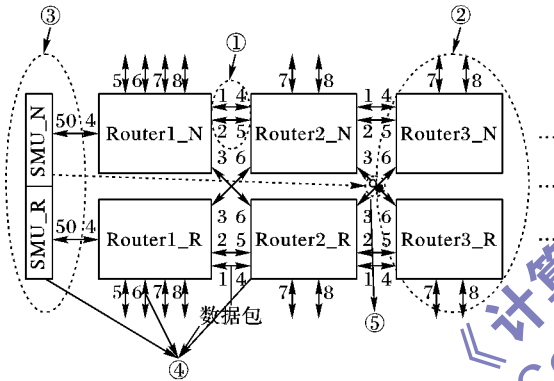 ③ ① ②
5 6 7 8 7 8 7 8
SMU_N 50 4 Router1_N 1 4 Router2_N 1 4 Router3_N ……
2 5 2 5
3 6 3 6
……
SMU_R 50 4 Router1_R 3 6 Router2_R 3 6 Router3_R ……
2 5 2 5
1 4 1 4
5 6 7 8 7 8 7 8
数据包 ⑤
④
《计算